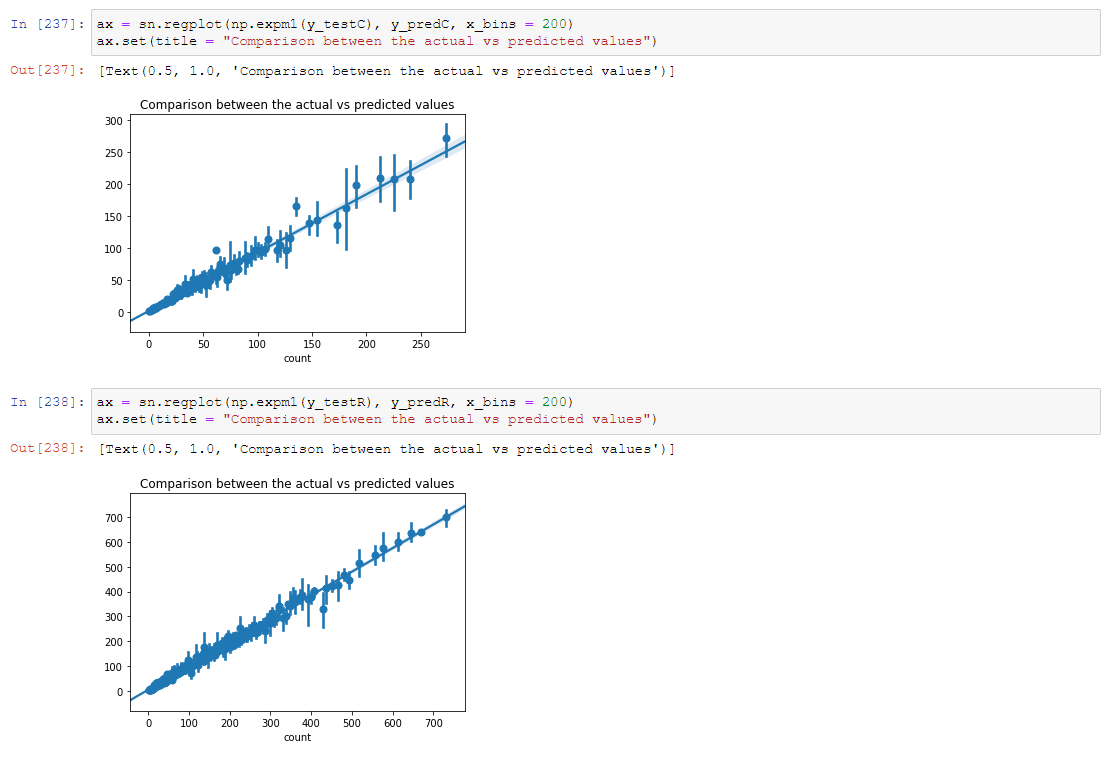 In [237]: ax = sn.regplot(np.expm1(y_testC), y_predC, x_bins = 200)
ax.set(title = "Comparison between the actual vs predicted values")
Out[237]: [Text(0.5, 1.0, 'Comparison between the actual vs predicted values')]
Comparison between the actual vs predicted values
300
250
200
150
100
50
0
0 50 100 150 200 250
count
In [238]: ax = sn.regplot(np.expm1(y_testR), y_predR, x_bins = 200)
ax.set(title = "Comparison between the actual vs predicted values")
Out[238]: [Text(0.5, 1.0, 'Comparison between the actual vs predicted values')]
Comparison between the actual vs predicted values
700
600
500
400
300
200
100
0
0 100 200 300 400 500 600 700
count